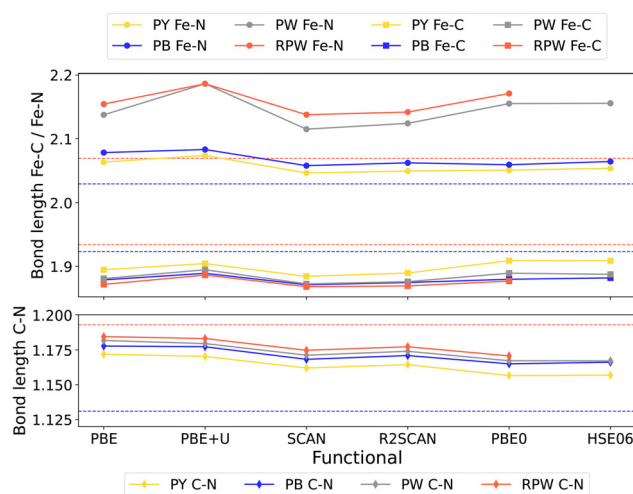 PY Fe-N PW Fe-N PY Fe-C PW Fe-C
PB Fe-N RPW Fe-N PB Fe-C RPW Fe-C
Bond length Fe-C / Fe-N
2.2
2.1
2.0
1.9
Bond length C-N
1.200
1.175
1.150
1.125
PBE PBE+U SCAN R2SCAN PBE0 HSE06
Functional
PY C-N PB C-N PW C-N RPW C-N